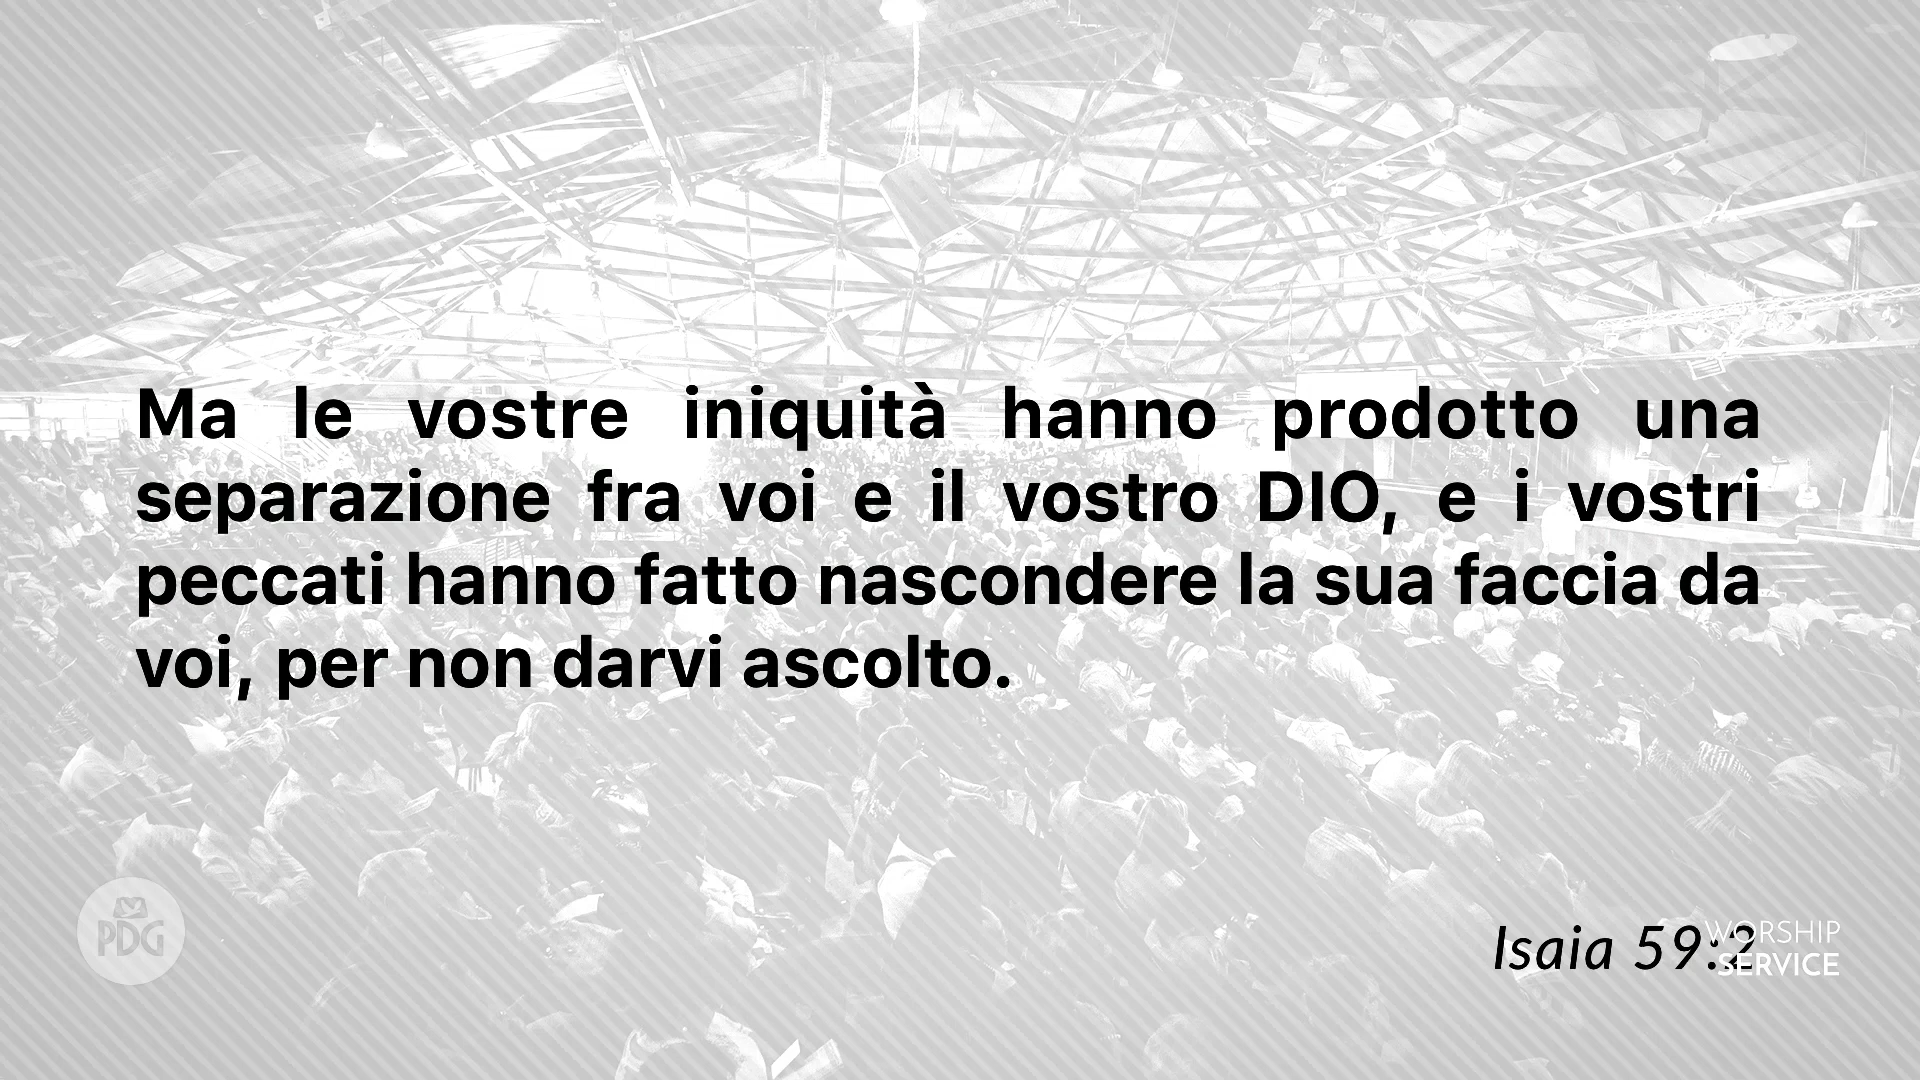 Ma le vostre iniquità hanno prodotto una
separazione fra voi e il vostro DIO, e i vostri
peccati hanno fatto nascondere la sua faccia da
voi, per non darvi ascolto.
PDG
Isaia 59:2
WORSHIP
SERVICE